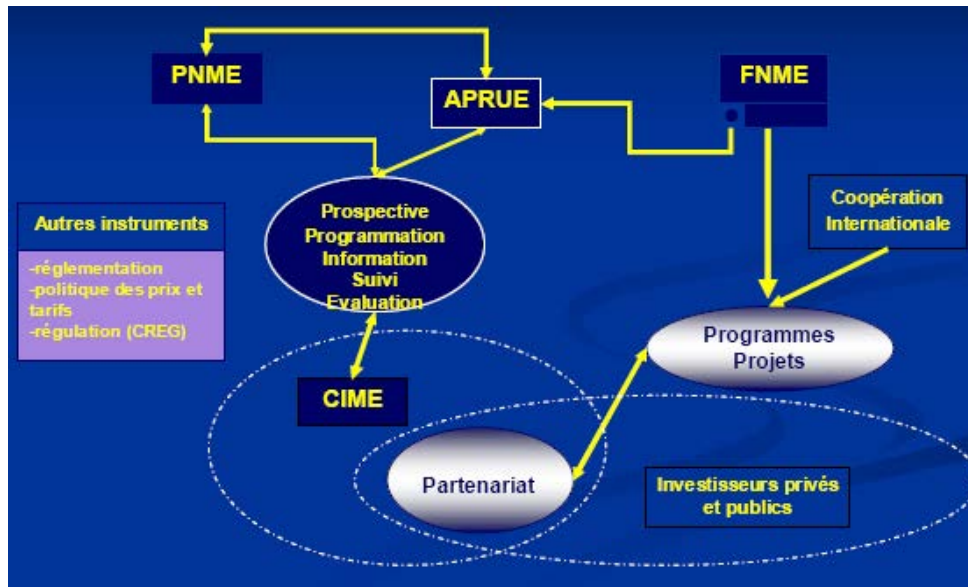 PNME
APRUE
FNME
Autres instruments
-réglementation
-politique des prix et
tarifs
-régulation (CREG)
Prospective
Programmation
Information
Suivi
Evaluation
Coopération
Internationale
Programmes
Projets
CIME
Partenariat
Investisseurs privés
et publics